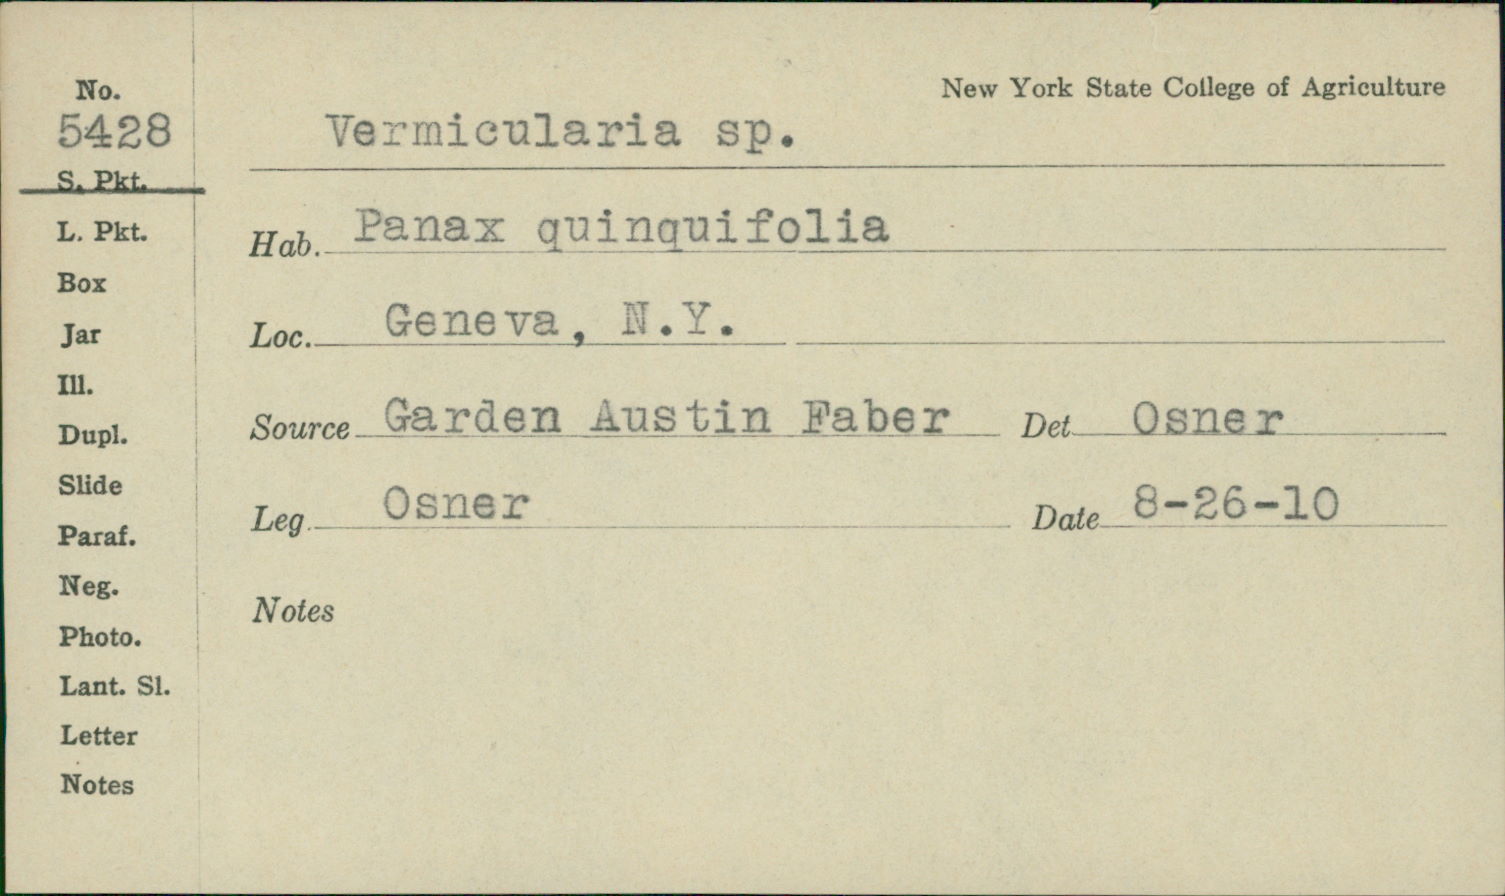 No.
5428
S. Pkt.
L. Pkt.
Box
Jar
Ill.
Dupl.
Slide
Paraf.
Neg.
Photo.
Lant. Sl.
Letter
Notes
New York State College of Agriculture
Vermicularia sp.
Hab. Panax quinquifolia
Loc. Geneva, N.Y.
Source Garden Austin Faber Det Osner
Leg. Osner Date 8-26-10
Notes